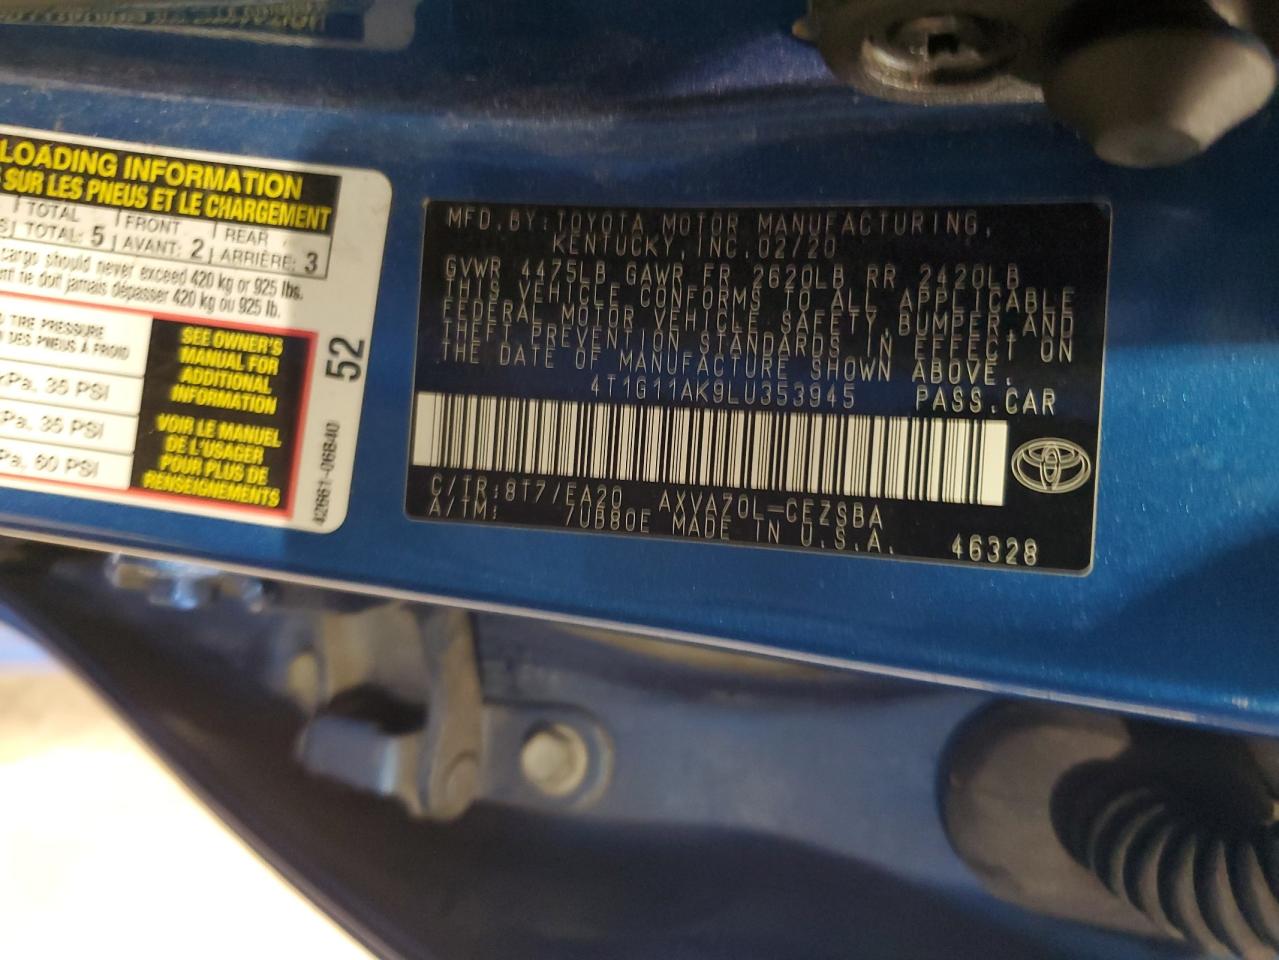 LOADING INFORMATION
SUR LES PNEUS ET LE CHARGEMENT
TOTAL FRONT REAR
TOTAL: 5 AVANT: 2 ARRIÈRE: 3
cargo should never exceed 420 kg or 925 lbs.
ne doit jamais dépasser 420 kg ou 925 lb.
TIRE PRESSURE
DES PNEUS À FROID
kPa, 35 PSI
Pa, 35 PSI
Pa, 60 PSI
SEE OWNER'S
MANUAL FOR
ADDITIONAL
INFORMATION
VOIR LE MANUEL
DE L'USAGER
POUR PLUS DE
RENSEIGNEMENTS
52
42661-06B40
MFD.BY:TOYOTA MOTOR MANUFACTURING,
KENTUCKY,INC.02/20
GVWR 4475LB GAWR FR 2620LB RR 2420LB
THIS VEHICLE CONFORMS TO ALL APPLICABLE
FEDERAL MOTOR VEHICLE SAFETY,BUMPER,AND
THEFT PREVENTION STANDARDS IN EFFECT ON
THE DATE OF MANUFACTURE SHOWN ABOVE.
4T1G11AK9LU353945 PASS.CAR
C/TR:8T7/EA20 AXVA70L-CEZSBA
A/TM: 7UB80E MADE IN U.S.A.
46328